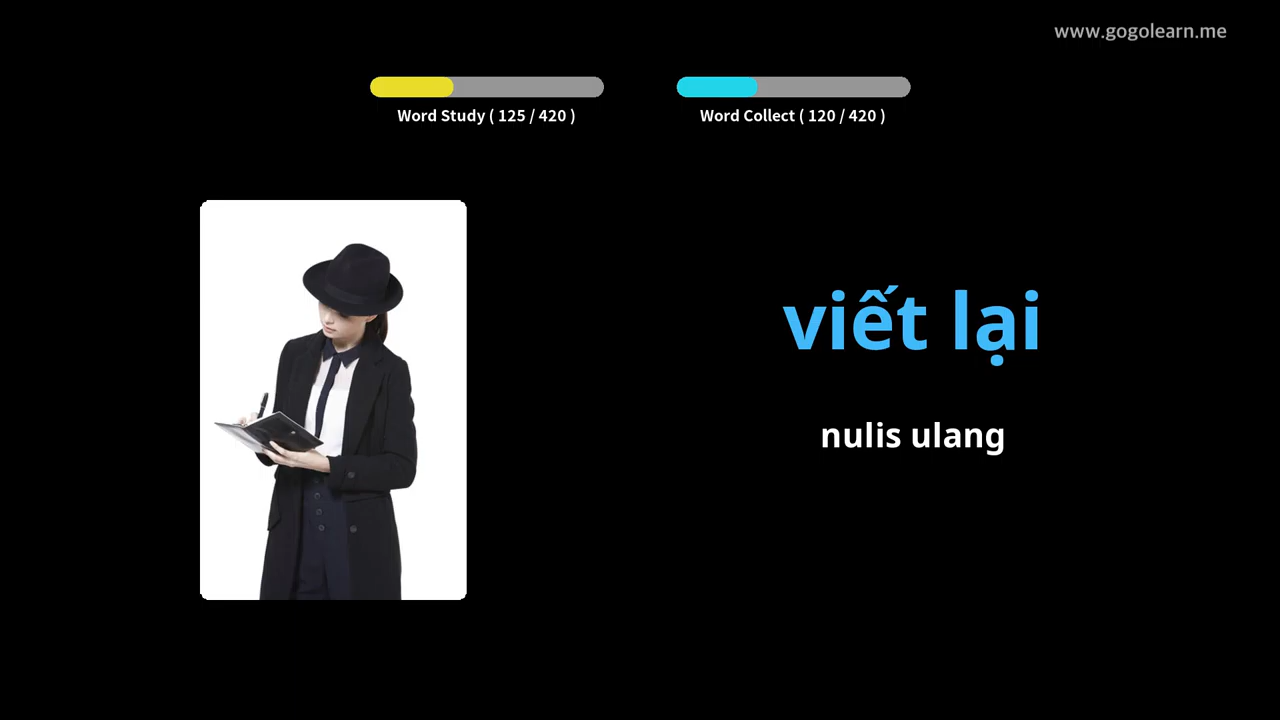 www.gogolearn.me
Word Study ( 125 / 420 )
Word Collect ( 120 / 420 )
viết lại
nulis ulang